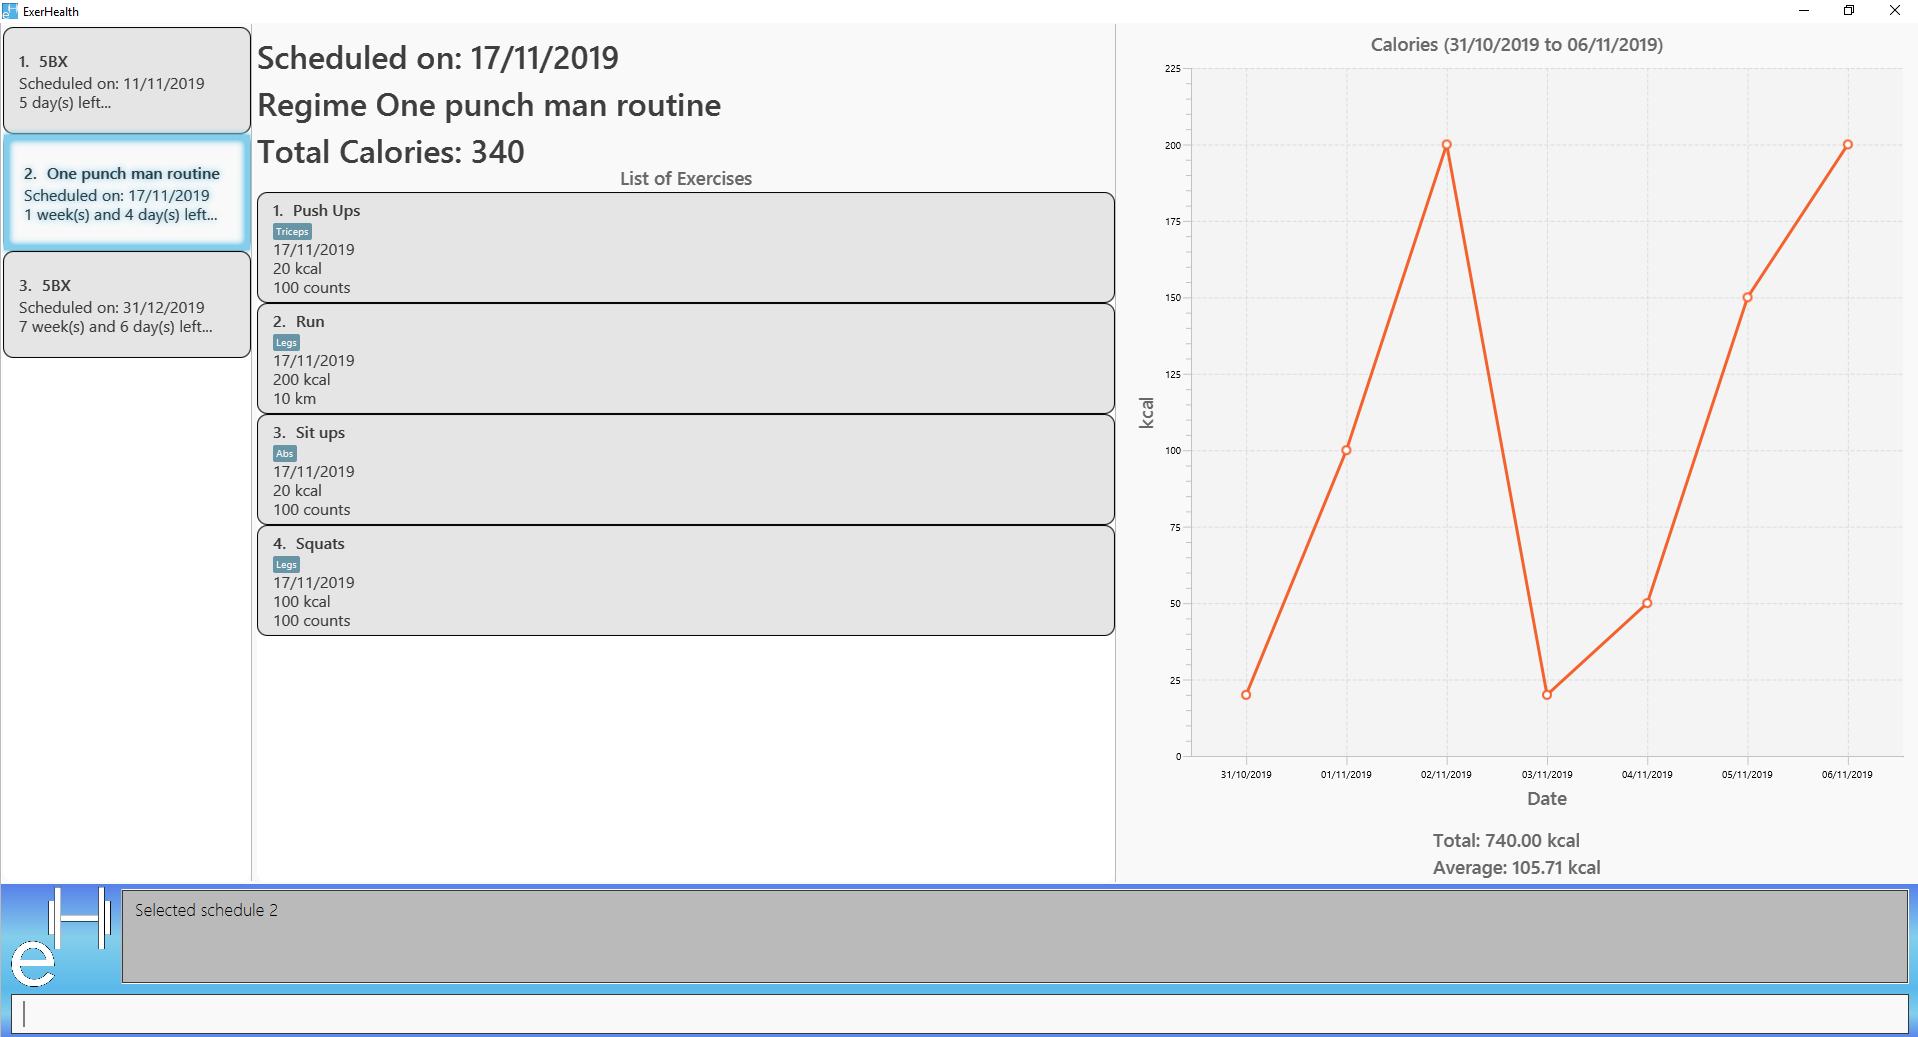 ExerHealth
1. 5BX
Scheduled on: 11/11/2019
5 day(s) left...
2. One punch man routine
Scheduled on: 17/11/2019
1 week(s) and 4 day(s) left...
3. 5BX
Scheduled on: 31/12/2019
7 week(s) and 6 day(s) left...
Scheduled on: 17/11/2019
Regime One punch man routine
Total Calories: 340
List of Exercises
1. Push Ups
Triceps
17/11/2019
20 kcal
100 counts
2. Run
Legs
17/11/2019
200 kcal
10 km
3. Sit ups
Abs
17/11/2019
20 kcal
100 counts
4. Squats
Legs
17/11/2019
100 kcal
100 counts
Calories (31/10/2019 to 06/11/2019)
225
200
175
150
125
100
75
50
25
0
kcal
31/10/2019 01/11/2019 02/11/2019 03/11/2019 04/11/2019 05/11/2019 06/11/2019
Date
Total: 740.00 kcal
Average: 105.71 kcal
eH
Selected schedule 2